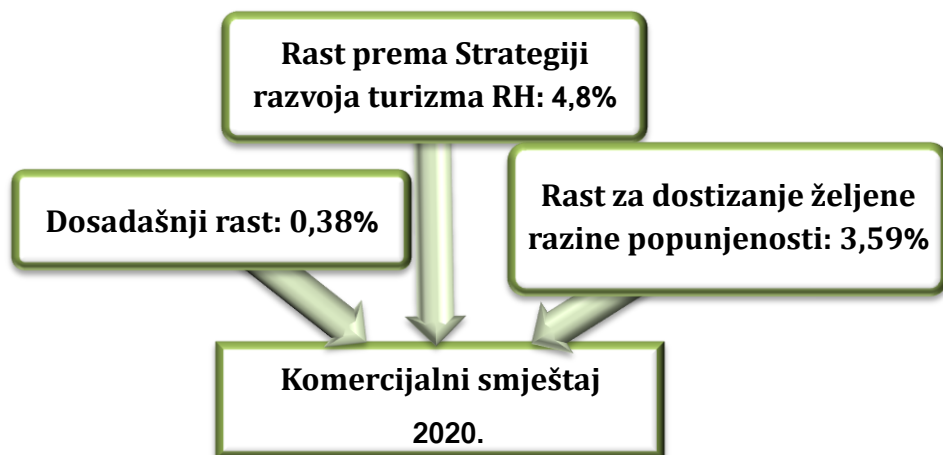 Rast prema Strategiji
razvoja turizma RH: 4,8%
Dosadašnji rast: 0,38%
Rast za dostizanje željene
razine popunjenosti: 3,59%
Komercijalni smještaj
2020.